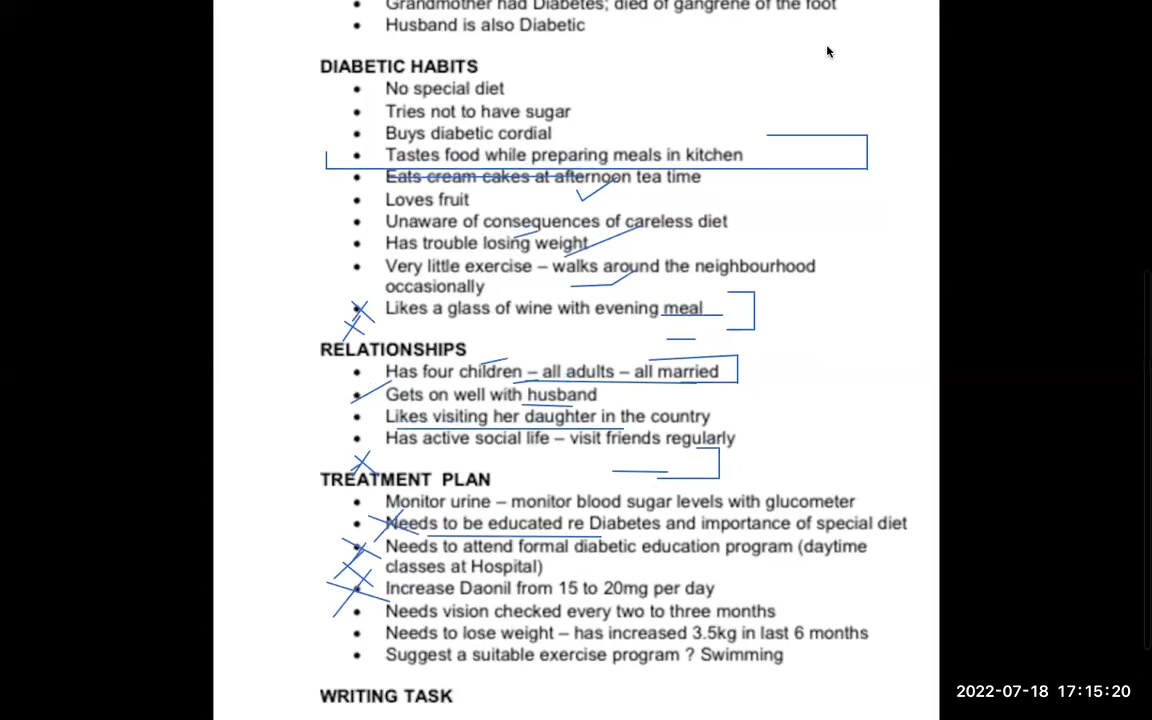 Grandmother had Diabetes; died of gangrene of the foot
Husband is also Diabetic
DIABETIC HABITS
No special diet
Tries not to have sugar
Buys diabetic cordial
Tastes food while preparing meals in kitchen
Eats cream cakes at afternoon tea time
Loves fruit
Unaware of consequences of careless diet
Has trouble losing weight
Very little exercise – walks around the neighbourhood
occasionally
Likes a glass of wine with evening meal
RELATIONSHIPS
Has four children – all adults – all married
Gets on well with husband
Likes visiting her daughter in the country
Has active social life – visit friends regularly
TREATMENT PLAN
Monitor urine – monitor blood sugar levels with glucometer
Needs to be educated re Diabetes and importance of special diet
Needs to attend formal diabetic education program (daytime
classes at Hospital)
Increase Daonil from 15 to 20mg per day
Needs vision checked every two to three months
Needs to lose weight – has increased 3.5kg in last 6 months
Suggest a suitable exercise program ? Swimming
WRITING TASK
2022-07-18 17:15:20